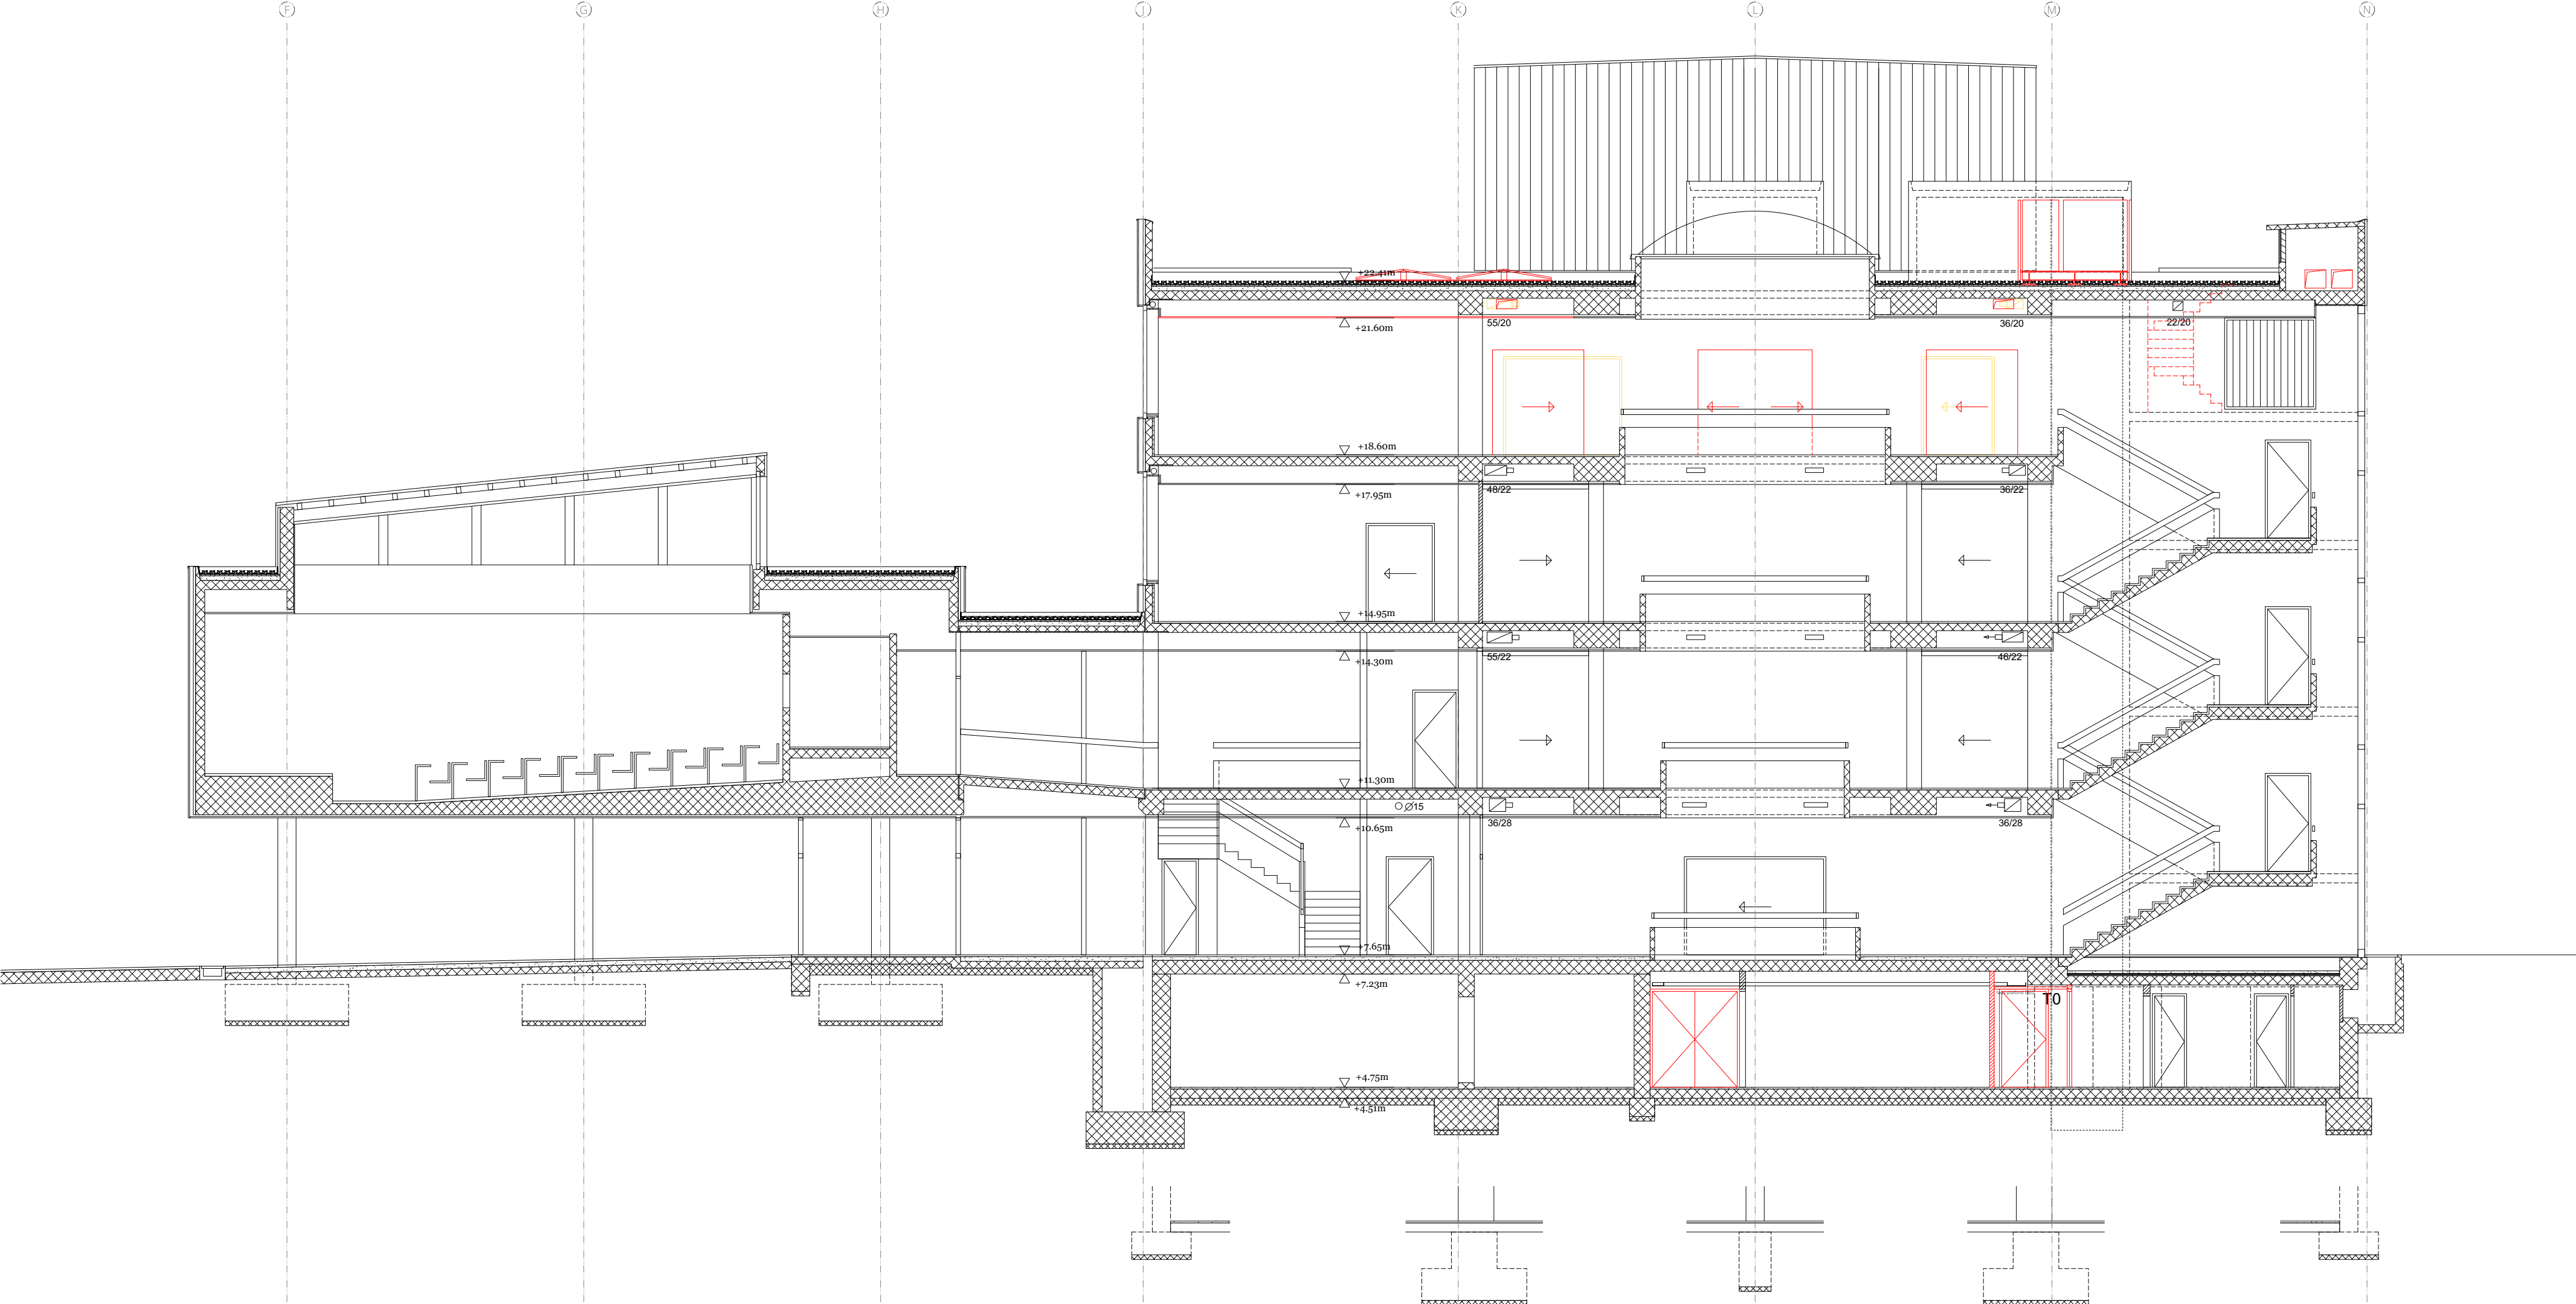 F G H J K L M N
+22.41m
55/20 36/20 22/20
+21.60m
+18.60m
48/22 36/22
+17.95m
+14.95m
55/22 46/22
+14.30m
+11.30m
Ø15
36/28 36/28
+10.65m
+7.65m
+7.23m
T0
+4.75m
+4.51m